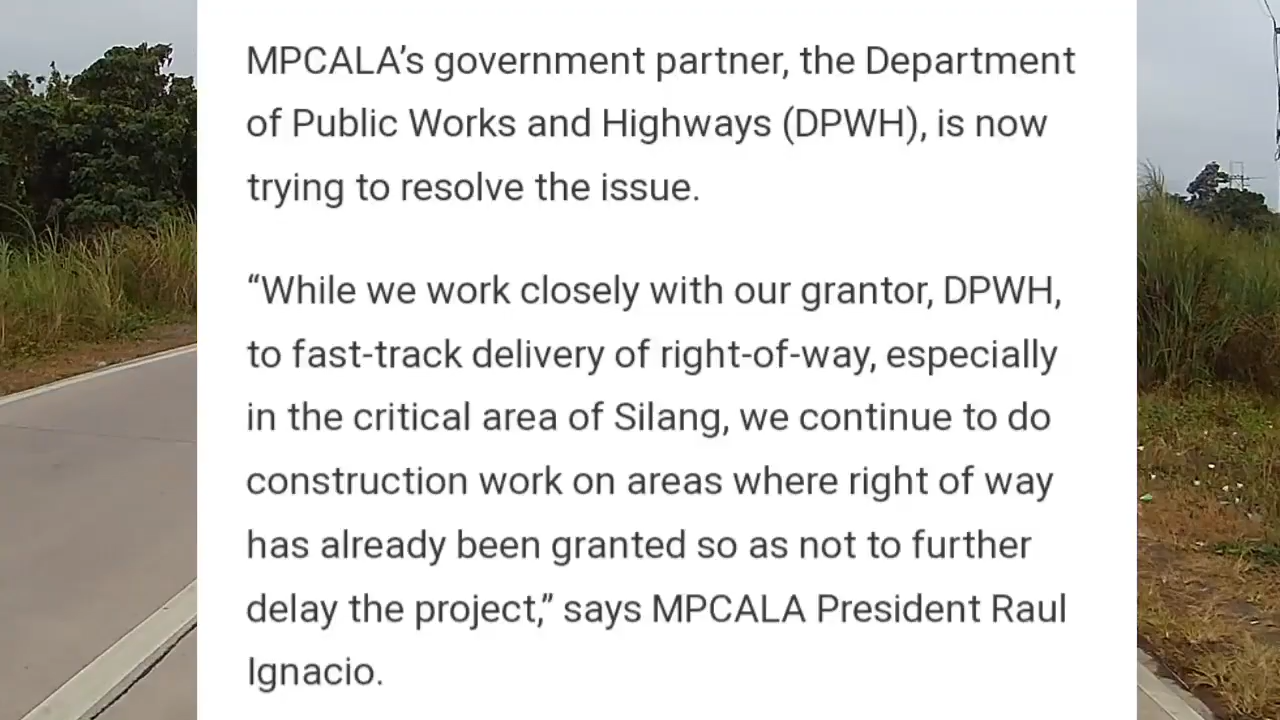 MPCALA’s government partner, the Department
of Public Works and Highways (DPWH), is now
trying to resolve the issue.
“While we work closely with our grantor, DPWH,
to fast-track delivery of right-of-way, especially
in the critical area of Silang, we continue to do
construction work on areas where right of way
has already been granted so as not to further
delay the project,” says MPCALA President Raul
Ignacio.